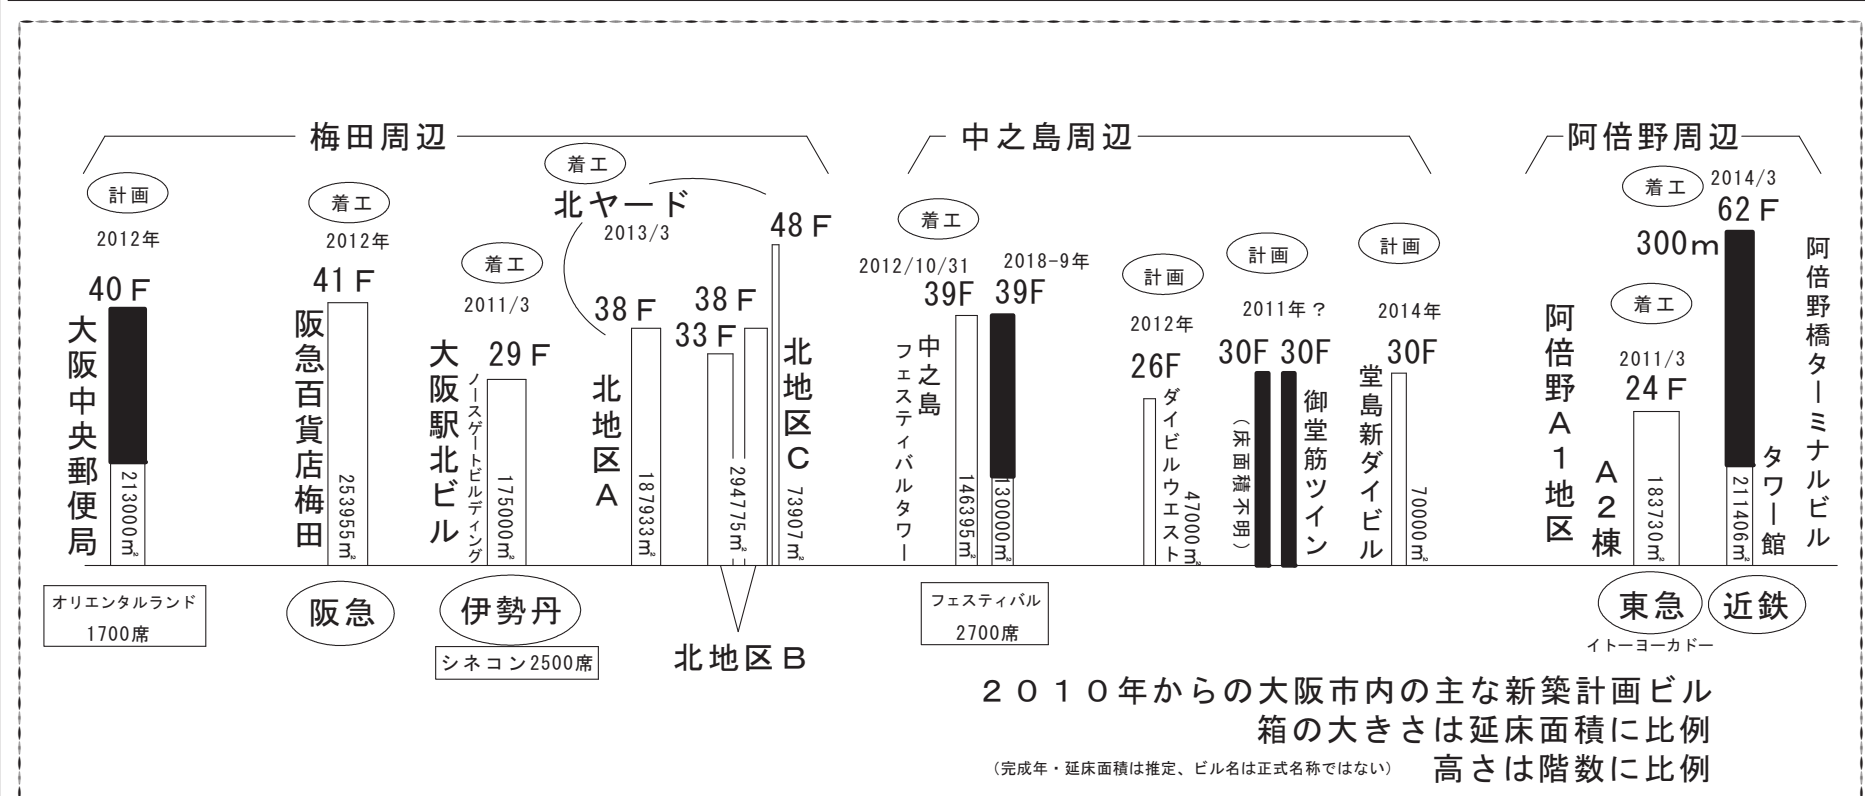 梅田周辺
計画
2012年
40F
大阪中央郵便局
213000㎡
オリエンタルランド
1700席
着工
2012年
41F
阪急百貨店梅田
253955㎡
阪急
着工
2011/3
29F
大阪駅北ビル
ノースゲートビルディング
175000㎡
伊勢丹
シネコン2500席
着工
北ヤード
2013/3
38F
北地区A
187933㎡
38F
33F
294775㎡
北地区B
48F
北地区C
73907㎡
中之島周辺
着工
2012/10/31
39F
中之島
フェスティバルタワー
146395㎡
2018-9年
39F
130000㎡
フェスティバル
2700席
計画
2012年
26F
ダイビルウエスト
47000㎡
計画
2011年?
30F
30F
(床面積不明)
御堂筋ツイン
計画
2014年
30F
堂島新ダイビル
70000㎡
阿倍野周辺
阿倍野A1地区
A2棟
着工
2011/3
24F
183730㎡
東急
イトーヨーカドー
着工
2014/3
62F
300m
211406㎡
阿倍野橋ターミナルビル
タワー館
近鉄
2010年からの大阪市内の主な新築計画ビル
箱の大きさは延床面積に比例
(完成年・延床面積は推定、ビル名は正式名称ではない)
高さは階数に比例